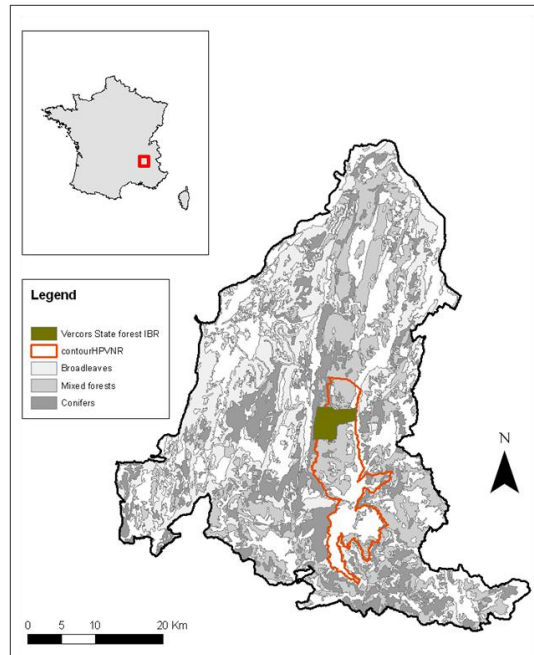 Legend
Vercors State forest IBR
contourHPVNR
Broadleaves
Mixed forests
Conifers
N
0 5 10 20 Km